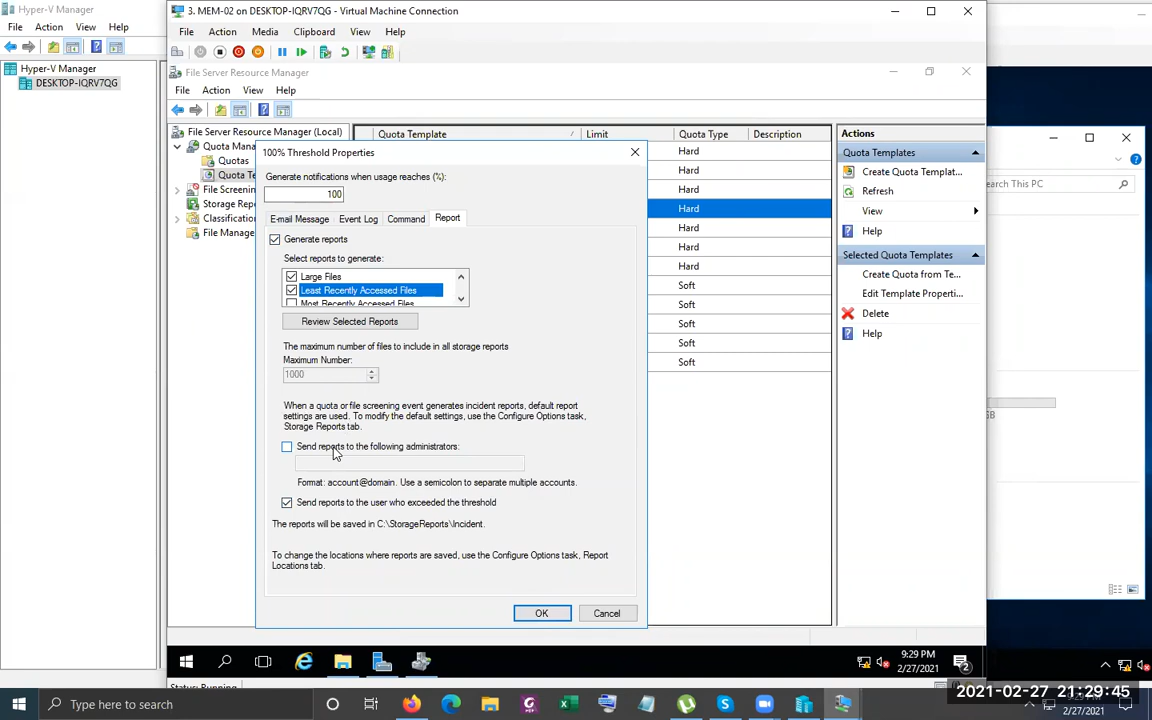 Hyper-V Manager
File Action View Help
Hyper-V Manager
DESKTOP-IQRV7QG
3. MEM-02 on DESKTOP-IQRV7QG - Virtual Machine Connection
File Action Media Clipboard View Help
File Server Resource Manager
File Action View Help
File Server Resource Manager (Local)
Quota Mana
Quotas
Quota Te
File Screenin
Storage Repo
Classificatio
File Manage
Quota Template / Limit Quota Type Description
Hard
Hard
Hard
Hard
Hard
Hard
Hard
Soft
Soft
Soft
Soft
Soft
100% Threshold Properties
Generate notifications when usage reaches (%):
100
E-mail Message Event Log Command Report
Generate reports
Select reports to generate:
Large Files
Least Recently Accessed Files
Most Recently Accessed Files
Review Selected Reports
The maximum number of files to include in all storage reports
Maximum Number:
1000
When a quota or file screening event generates incident reports, default report
settings are used. To modify the default settings, use the Configure Options task,
Storage Reports tab.
Send reports to the following administrators:
Format: account@domain. Use a semicolon to separate multiple accounts.
Send reports to the user who exceeded the threshold
The reports will be saved in C:\StorageReports\Incident.
To change the locations where reports are saved, use the Configure Options task, Report
Locations tab.
OK Cancel
Actions
Quota Templates
Create Quota Templat...
Refresh
View
Help
Selected Quota Templates
Create Quota from Te...
Edit Template Properti...
Delete
Help
earch This PC
GB
9:29 PM
2/27/2021
2
Status: Running
Type here to search
2021-02-27 21:29:45
2/27/2021